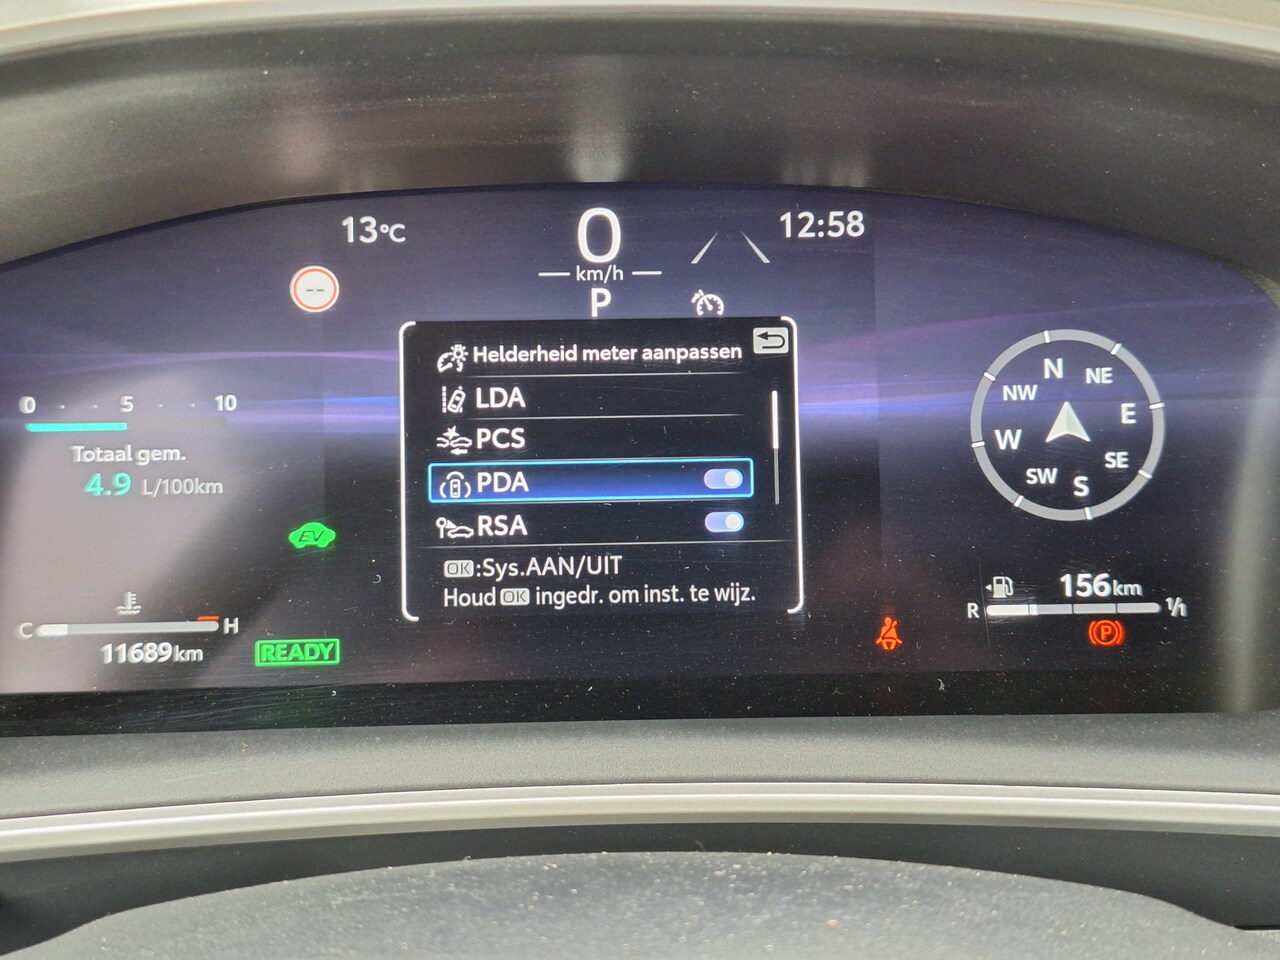 13°C
0
12:58
km/h
--
P
Helderheid meter aanpassen
LDA
PCS
PDA
RSA
OK:Sys.AAN/UIT
Houd OK ingedr. om inst. te wijz.
0 5 10
Totaal gem.
4.9 L/100km
EV
C H
11689km
READY
N
NE
E
SE
S
SW
W
NW
156km
R 1/1
P